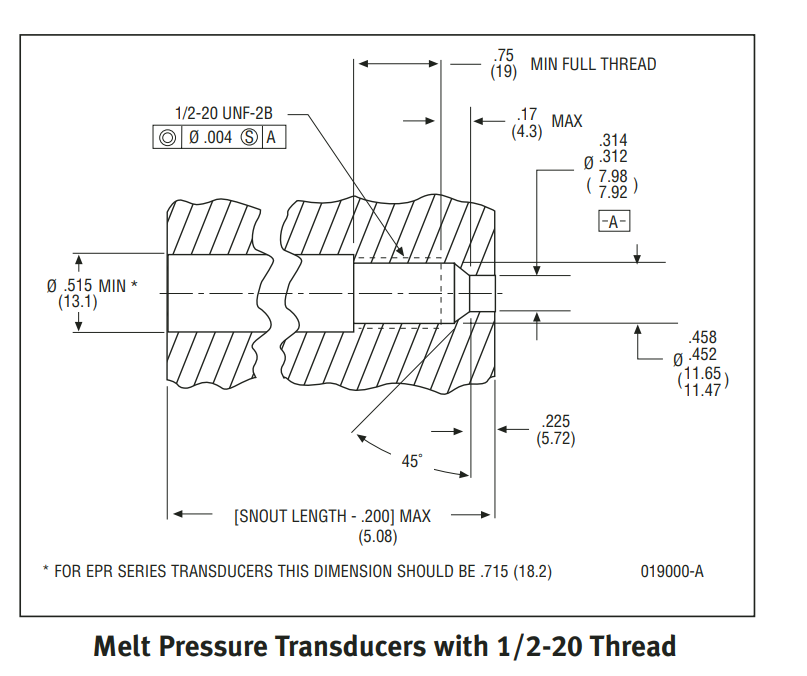 .75
(19) MIN FULL THREAD
1/2-20 UNF-2B
◎ Ø .004 Ⓢ A
.17
(4.3) MAX
Ø .314
.312
( 7.98
7.92 )
-A-
Ø .515 MIN *
(13.1)
Ø .458
.452
(11.65
11.47 )
.225
(5.72)
45°
[SNOUT LENGTH - .200] MAX
(5.08)
* FOR EPR SERIES TRANSDUCERS THIS DIMENSION SHOULD BE .715 (18.2)
019000-A
Melt Pressure Transducers with 1/2-20 Thread